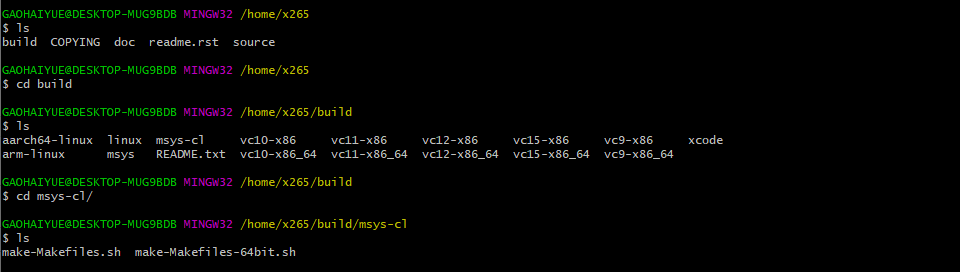 GAOHAIYUE@DESKTOP-MUG9BDB MINGW32 /home/x265
$ ls
build  COPYING  doc  readme.rst  source
GAOHAIYUE@DESKTOP-MUG9BDB MINGW32 /home/x265
$ cd build
GAOHAIYUE@DESKTOP-MUG9BDB MINGW32 /home/x265/build
$ ls
aarch64-linux  linux  msys-cl     vc10-x86     vc11-x86     vc12-x86     vc15-x86     vc9-x86     xcode
arm-linux      msys   README.txt  vc10-x86_64  vc11-x86_64  vc12-x86_64  vc15-x86_64  vc9-x86_64
GAOHAIYUE@DESKTOP-MUG9BDB MINGW32 /home/x265/build
$ cd msys-cl/
GAOHAIYUE@DESKTOP-MUG9BDB MINGW32 /home/x265/build/msys-cl
$ ls
make-Makefiles.sh  make-Makefiles-64bit.sh